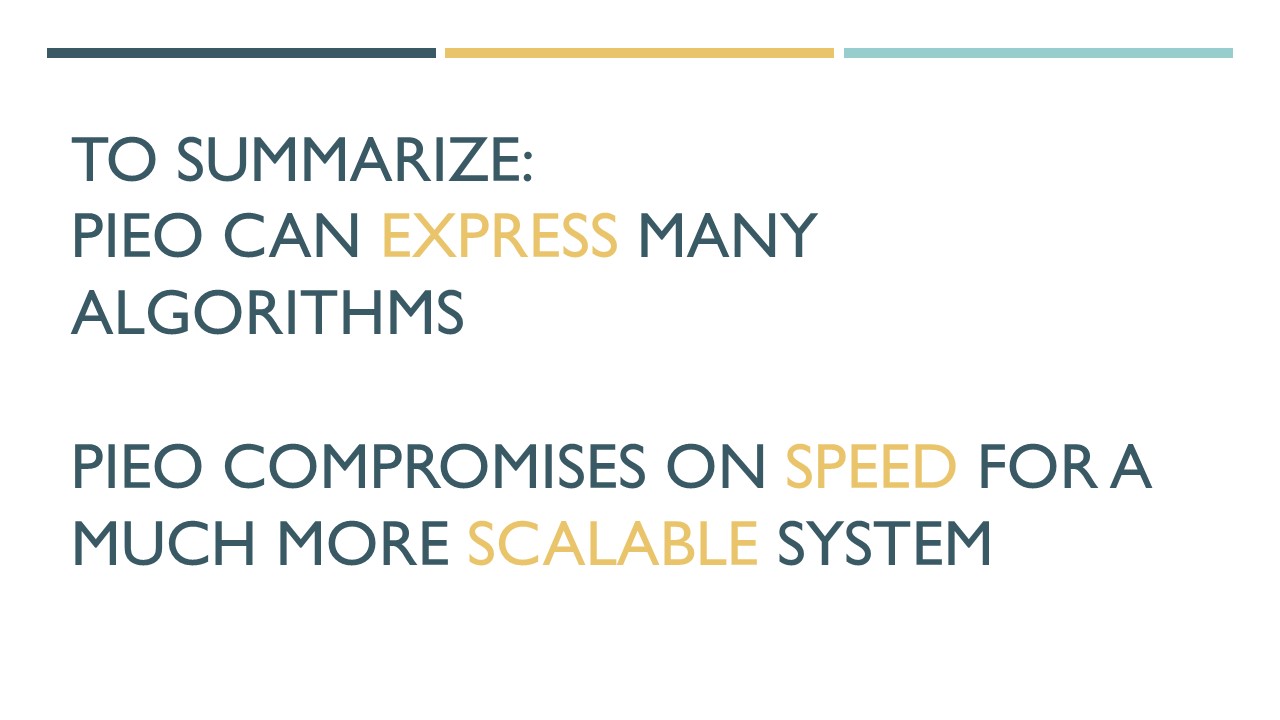 TO SUMMARIZE:
PIEO CAN EXPRESS MANY
ALGORITHMS
PIEO COMPROMISES ON SPEED FOR A
MUCH MORE SCALABLE SYSTEM